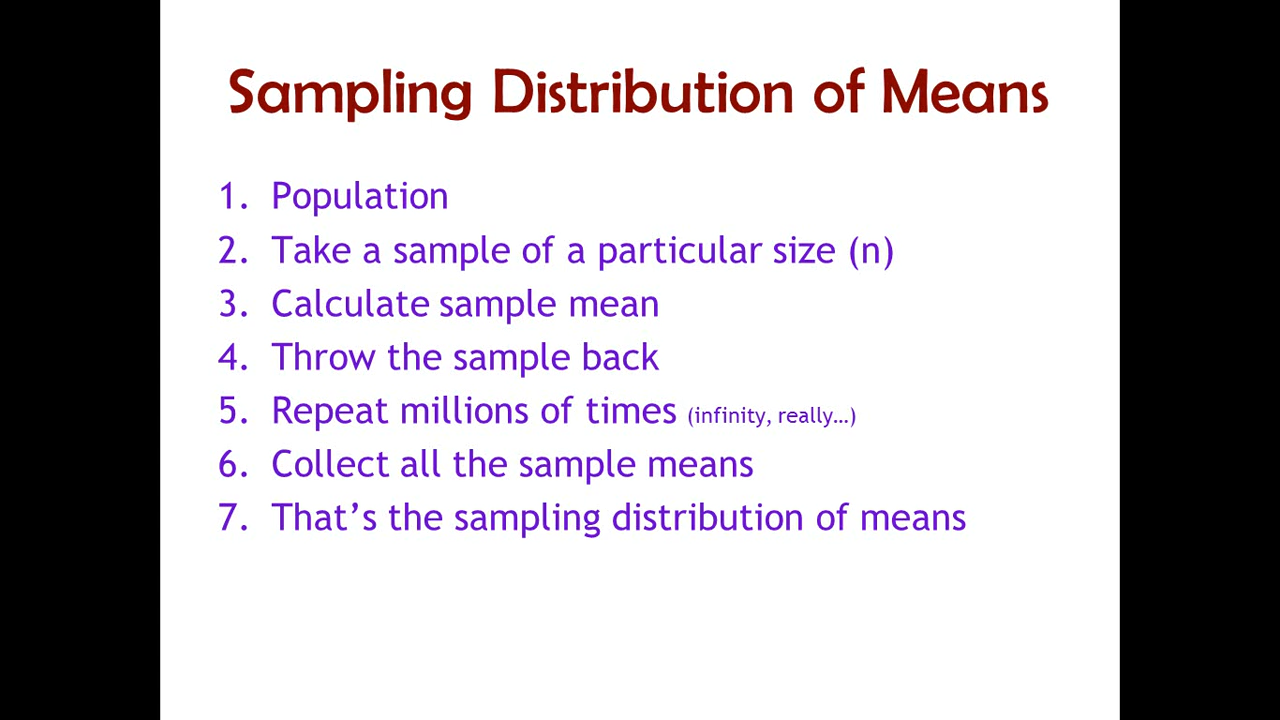 Sampling Distribution of Means
1. Population
2. Take a sample of a particular size (n)
3. Calculate sample mean
4. Throw the sample back
5. Repeat millions of times (infinity, really…)
6. Collect all the sample means
7. That’s the sampling distribution of means